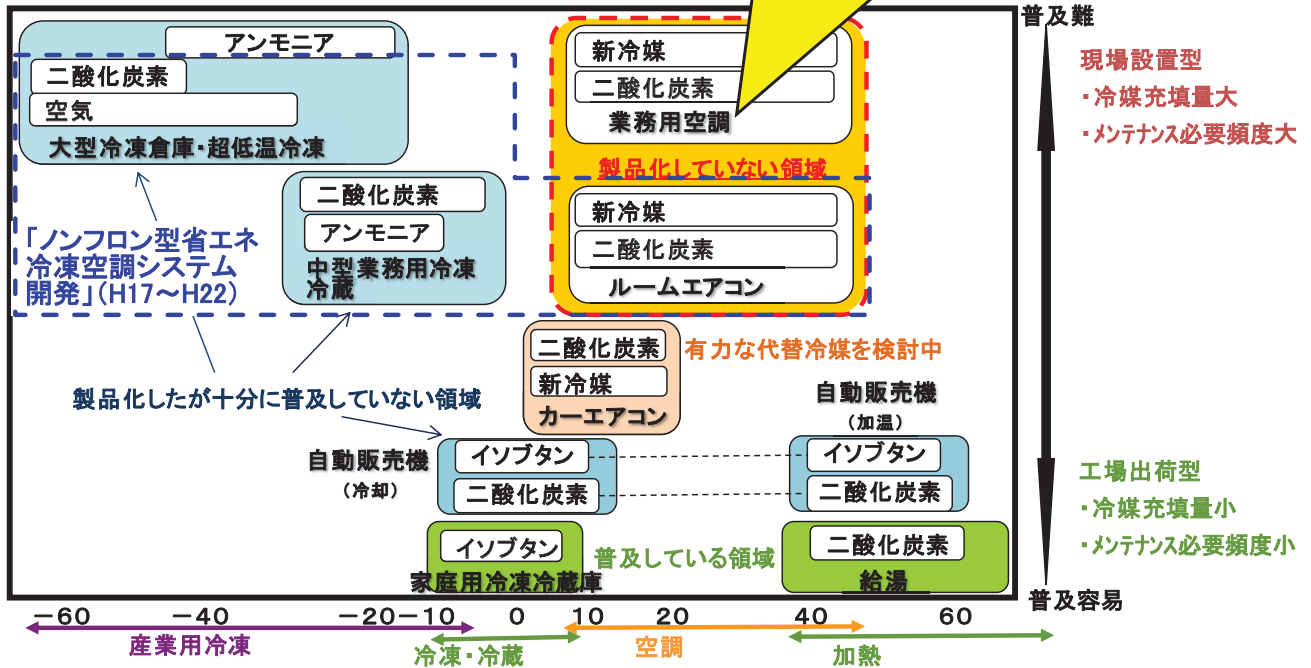 普及難
アンモニア
二酸化炭素
空気
大型冷凍倉庫・超低温冷凍
新冷媒
二酸化炭素
業務用空調
製品化していない領域
新冷媒
二酸化炭素
ルームエアコン
現場設置型
・冷媒充填量大
・メンテナンス必要頻度大
二酸化炭素
アンモニア
中型業務用冷凍
冷蔵
「ノンフロン型省エネ
冷凍空調システム
開発」(H17～H22)
二酸化炭素
新冷媒
カーエアコン
有力な代替冷媒を検討中
製品化したが十分に普及していない領域
自動販売機
(冷却)
イソブタン
二酸化炭素
自動販売機
(加温)
イソブタン
二酸化炭素
工場出荷型
・冷媒充填量小
・メンテナンス必要頻度小
イソブタン
家庭用冷凍冷蔵庫
普及している領域
二酸化炭素
給湯
普及容易
－60 －40 －20 －10 0 10 20 40 60
産業用冷凍
冷凍・冷蔵
空調
加熱